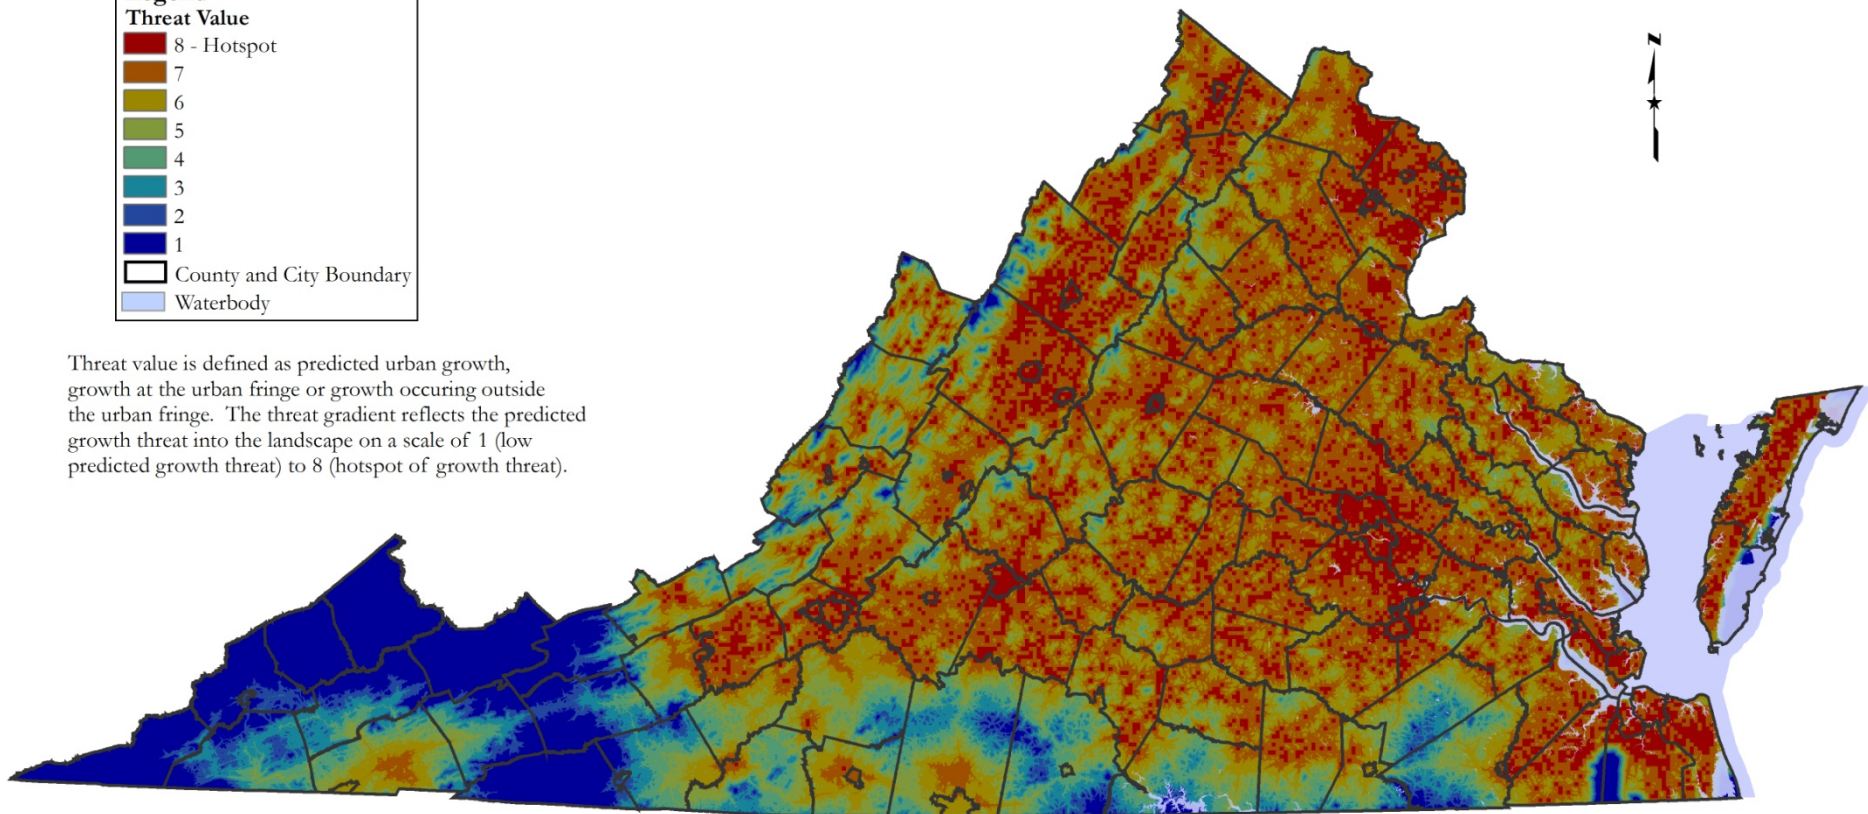 Threat Value
8 - Hotspot
7
6
5
4
3
2
1
County and City Boundary
Waterbody
Threat value is defined as predicted urban growth,
growth at the urban fringe or growth occuring outside
the urban fringe.  The threat gradient reflects the predicted
growth threat into the landscape on a scale of 1 (low
predicted growth threat) to 8 (hotspot of growth threat).
N